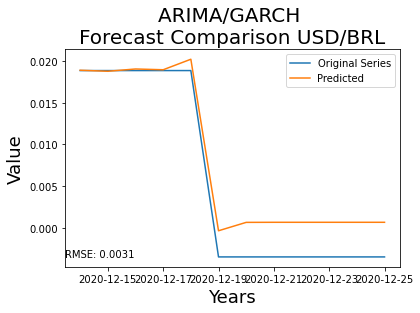 ARIMA/GARCH
Forecast Comparison USD/BRL
Original Series
Predicted
0.020
0.015
0.010
0.005
0.000
Value
RMSE: 0.0031
2020-12-15 2020-12-17 2020-12-19 2020-12-21 2020-12-23 2020-12-25
Years